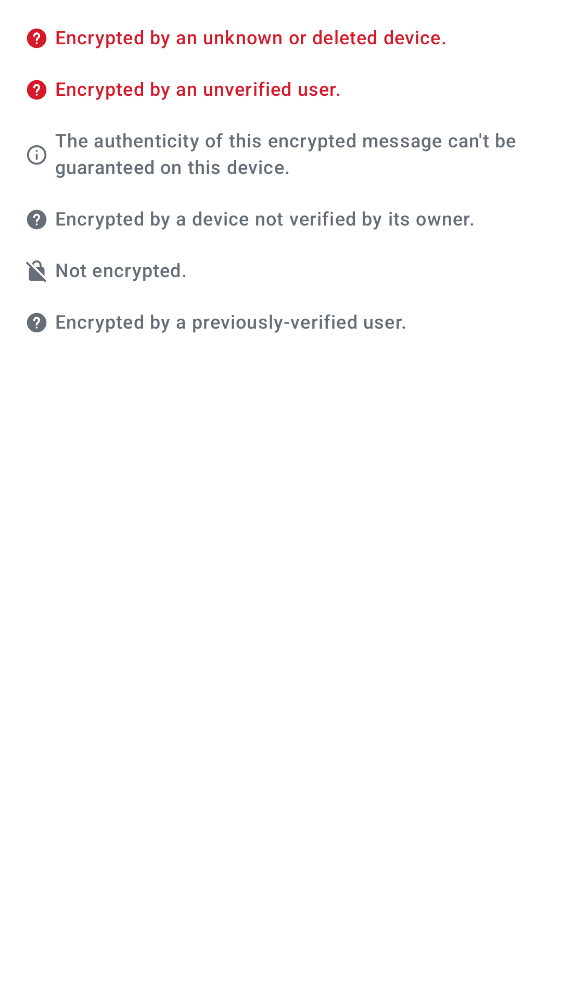 Encrypted by an unknown or deleted device.
Encrypted by an unverified user.
The authenticity of this encrypted message can't be
guaranteed on this device.
Encrypted by a device not verified by its owner.
Not encrypted.
Encrypted by a previously-verified user.